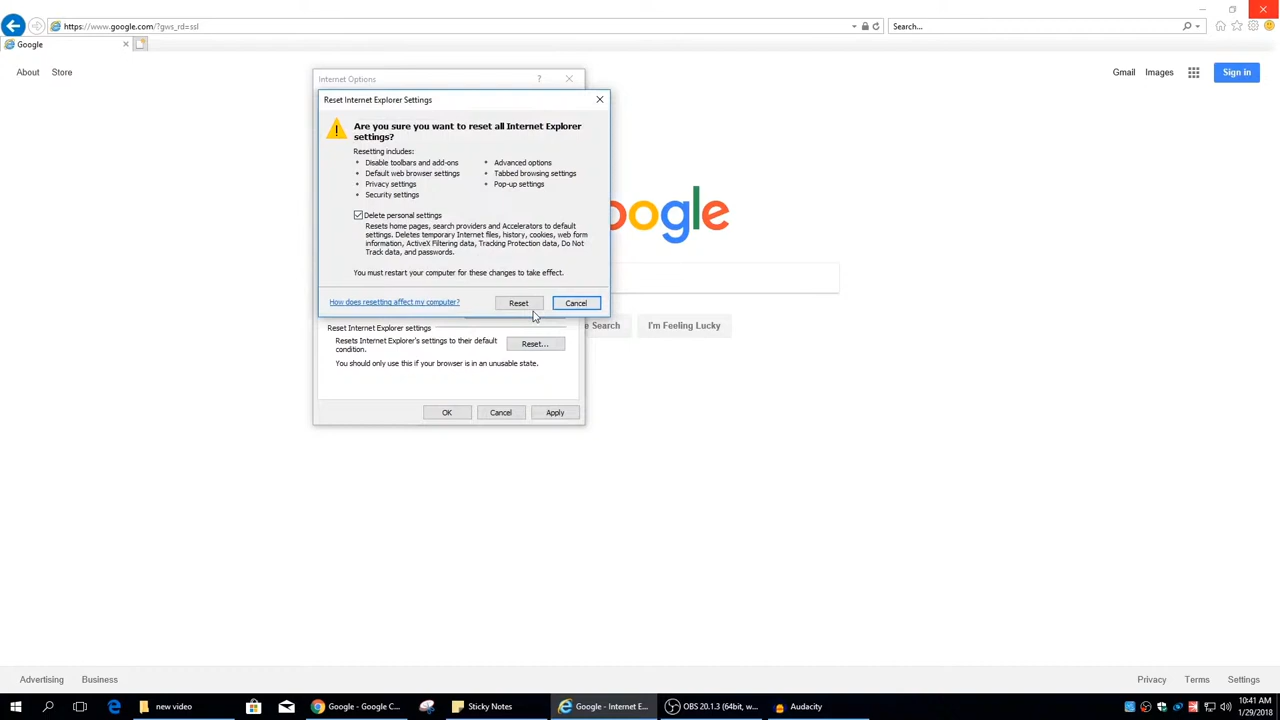 https://www.google.com/?gws_rd=ssl
Search...
Google
About
Store
Gmail
Images
Sign in
Internet Options
?
Reset Internet Explorer Settings
Are you sure you want to reset all Internet Explorer
settings?
Resetting includes:
• Disable toolbars and add-ons
• Default web browser settings
• Privacy settings
• Security settings
• Advanced options
• Tabbed browsing settings
• Pop-up settings
Delete personal settings
Resets home pages, search providers and Accelerators to default
settings. Deletes temporary Internet files, history, cookies, web form
information, ActiveX Filtering data, Tracking Protection data, Do Not
Track data, and passwords.
You must restart your computer for these changes to take effect.
How does resetting affect my computer?
Reset
Cancel
oogle
e Search
I'm Feeling Lucky
Reset Internet Explorer settings
Resets Internet Explorer's settings to their default
condition.
Reset...
You should only use this if your browser is in an unusable state.
OK
Cancel
Apply
Advertising
Business
Privacy
Terms
Settings
new video
Google - Google C...
Sticky Notes
Google - Internet E...
OBS 20.1.3 (64bit, w...
Audacity
10:41 AM
1/29/2018